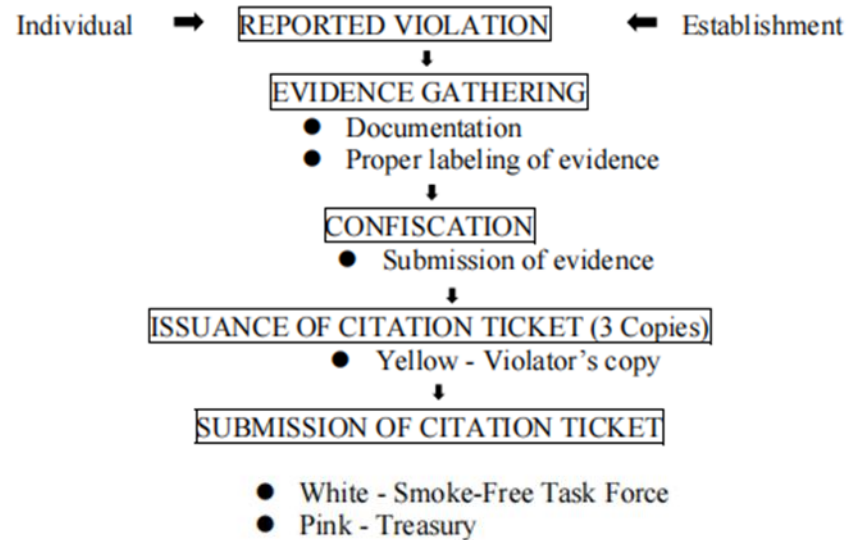 Individual REPORTED VIOLATION Establishment
EVIDENCE GATHERING
● Documentation
● Proper labeling of evidence
CONFISCATION
● Submission of evidence
ISSUANCE OF CITATION TICKET (3 Copies)
● Yellow - Violator’s copy
SUBMISSION OF CITATION TICKET
● White - Smoke-Free Task Force
● Pink - Treasury